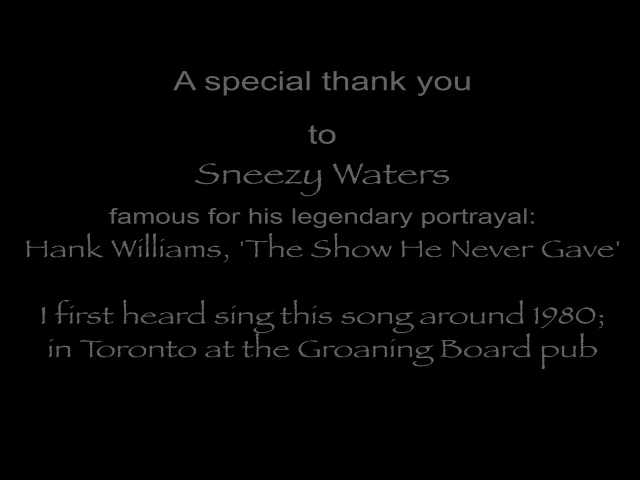 A special thank you
to
Sneezy Waters
famous for his legendary portrayal:
Hank Williams, 'The Show He Never Gave'
I first heard sing this song around 1980;
in Toronto at the Groaning Board pub